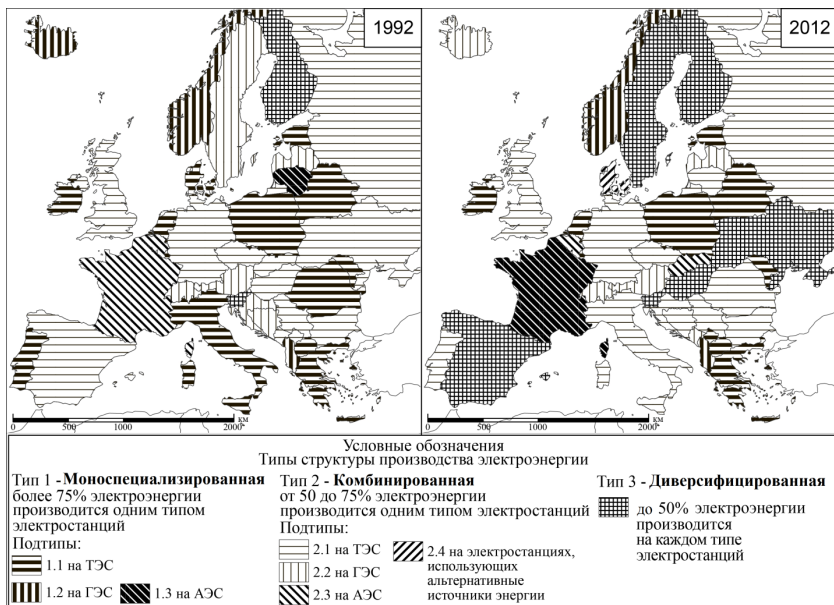 1992
2012
км
0 500 1000 2000
км
0 500 1000 2000
Условные обозначения
Типы структуры производства электроэнергии
Тип 1 - Моноспециализированная
более 75% электроэнергии
производится одним типом
электростанций
Подтипы:
1.1 на ТЭС
1.2 на ГЭС
1.3 на АЭС
Тип 2 - Комбинированная
от 50 до 75% электроэнергии
производится одним типом электростанций
Подтипы:
2.1 на ТЭС
2.2 на ГЭС
2.3 на АЭС
2.4 на электростанциях,
использующих
альтернативные
источники энергии
Тип 3 - Диверсифицированная
до 50% электроэнергии
производится
на каждом типе
электростанций